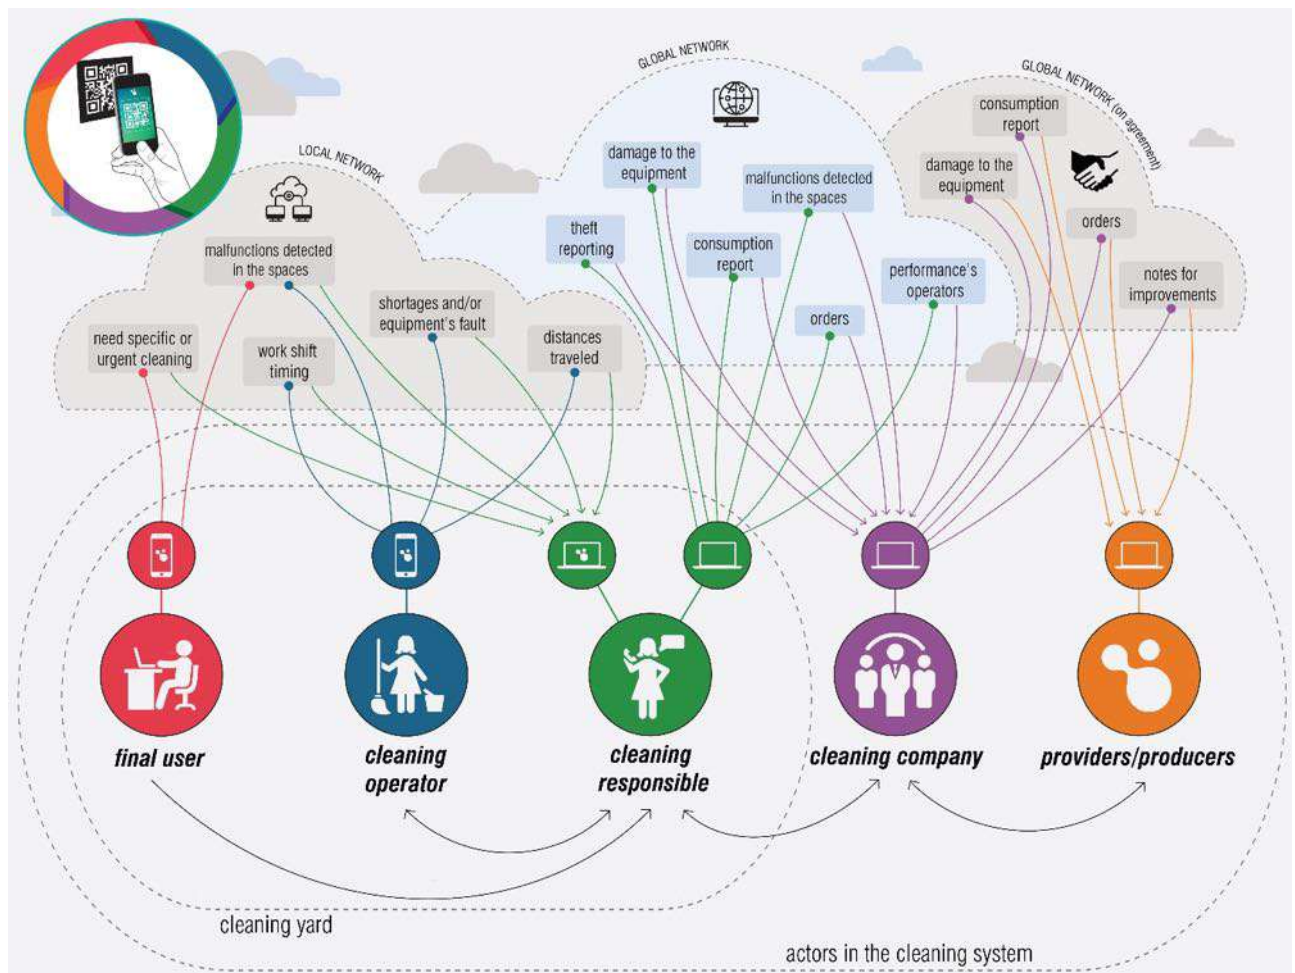 GLOBAL NETWORK
GLOBAL NETWORK (on agreement)
LOCAL NETWORK
consumption
report
damage to the
equipment
orders
notes for
improvements
damage to the
equipment
malfunctions detected
in the spaces
theft
reporting
consumption
report
performance's
operators
orders
malfunctions detected
in the spaces
shortages and/or
equipment's fault
need specific or
urgent cleaning
work shift
timing
distances
traveled
final user
cleaning
operator
cleaning
responsible
cleaning company
providers/producers
cleaning yard
actors in the cleaning system